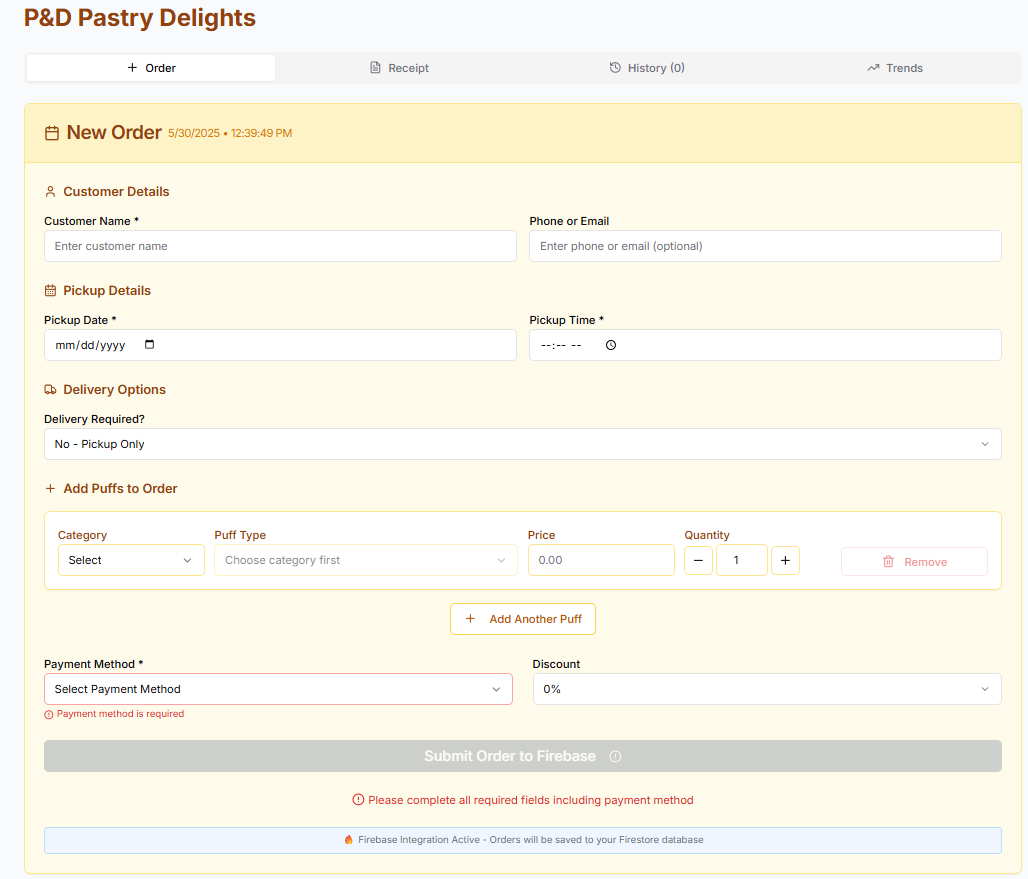 P&D Pastry Delights
Order
Receipt
History (0)
Trends
New Order 5/30/2025 • 12:39:49 PM
Customer Details
Customer Name * Phone or Email
Enter customer name Enter phone or email (optional)
Pickup Details
Pickup Date * Pickup Time *
mm/dd/yyyy --:-- --
Delivery Options
Delivery Required?
No - Pickup Only
+ Add Puffs to Order
Category Puff Type Price Quantity
Select Choose category first 0.00 − 1 + Remove
+ Add Another Puff
Payment Method * Discount
Select Payment Method 0%
Payment method is required
Submit Order to Firebase
Please complete all required fields including payment method
🔥 Firebase Integration Active - Orders will be saved to your Firestore database